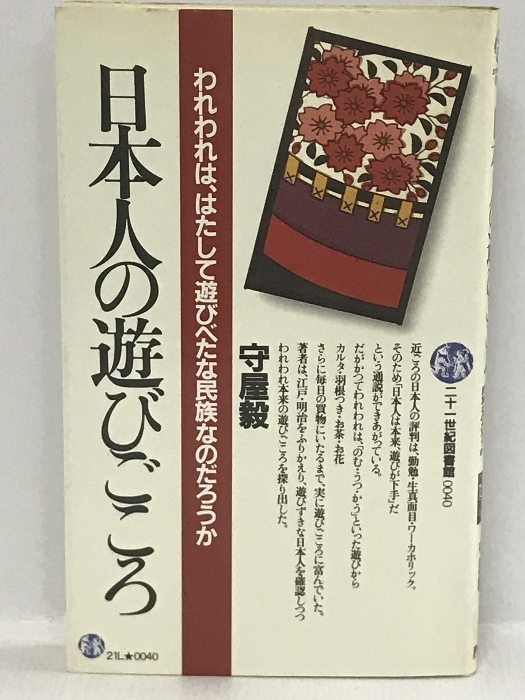 日本人の遊びごころ
われわれは、はたして遊びべたな民族なのだろうか
守屋毅
二十一世紀図書館 0040
近ごろの日本人の評判は、勤勉・生真面目・ワーカホリック。
そのため「日本人は本来、遊びが下手」だ
という通説ができあがっている。
だがかつてわれわれは、「のむ・うつ・かう」といった遊びから
カルタ・羽根つき・お茶・お花
さらに毎日の買物にいたるまで、実に遊びごころに富んでいた。
著者は、江戸・明治をふりかえり、遊びずきな日本人を確認しつつ
われわれ本来の遊びごころを探り出した。
21L★0040